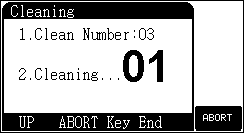 Cleaning
1.Clean Number:03
2.Cleaning...01
UP ABORT Key End
ABORT